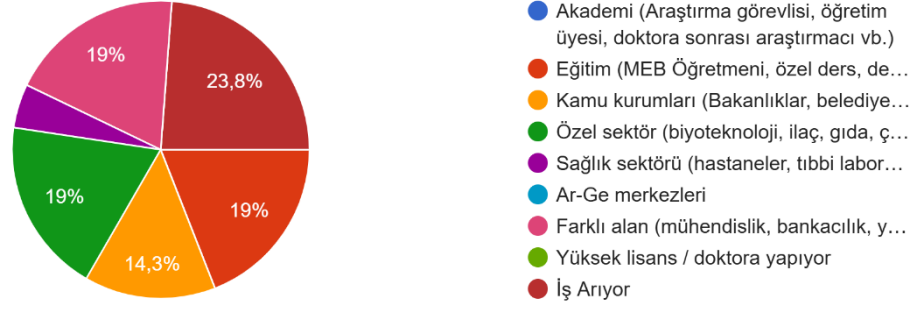 19%
23,8%
19%
19%
14,3%
Akademi (Araştırma görevlisi, öğretim
üyesi, doktora sonrası araştırmacı vb.)
Eğitim (MEB Öğretmeni, özel ders, de…
Kamu kurumları (Bakanlıklar, belediye…
Özel sektör (biyoteknoloji, ilaç, gıda, ç…
Sağlık sektörü (hastaneler, tıbbi labor…
Ar-Ge merkezleri
Farklı alan (mühendislik, bankacılık, y…
Yüksek lisans / doktora yapıyor
İş Arıyor